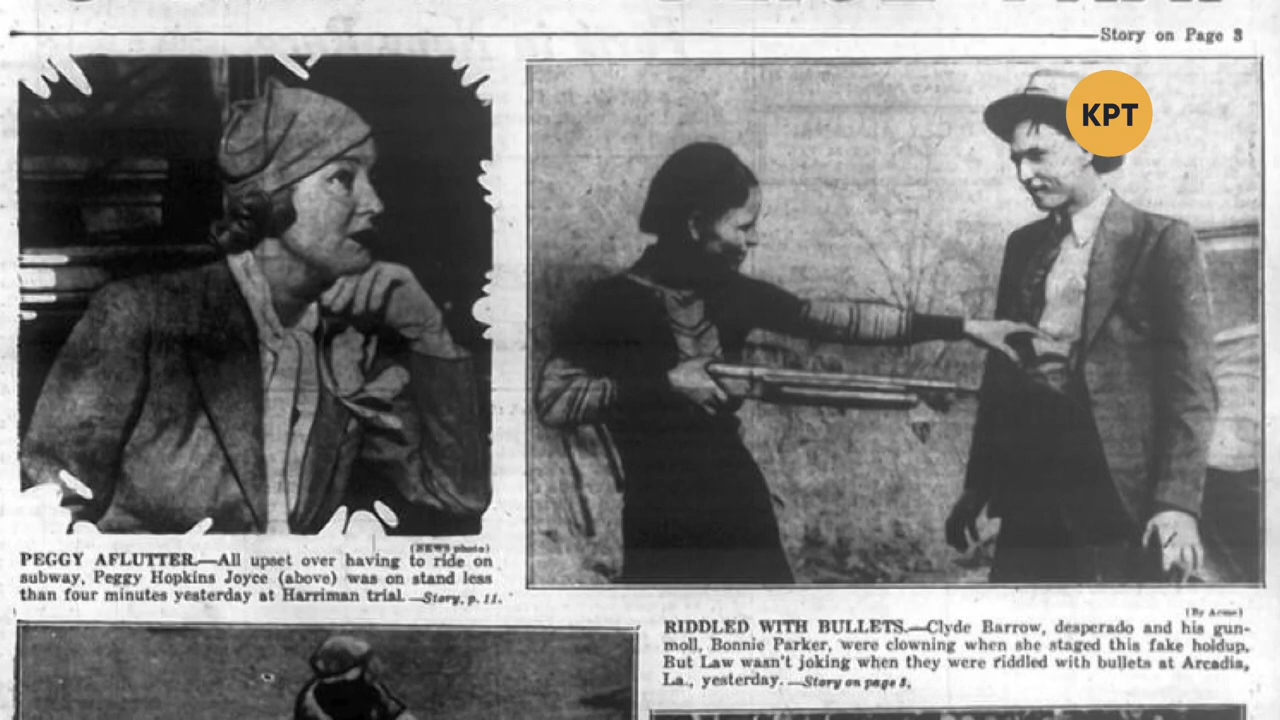 Story on Page 3
KPT
(NEWS photo)
PEGGY AFLUTTER.—All upset over having to ride on
subway, Peggy Hopkins Joyce (above) was on stand less
than four minutes yesterday at Harriman trial. —Story, p. 11.
(By Acme)
RIDDLED WITH BULLETS.—Clyde Barrow, desperado and his gun-
moll, Bonnie Parker, were clowning when she staged this fake holdup.
But Law wasn't joking when they were riddled with bullets at Arcadia,
La., yesterday. —Story on page 3.